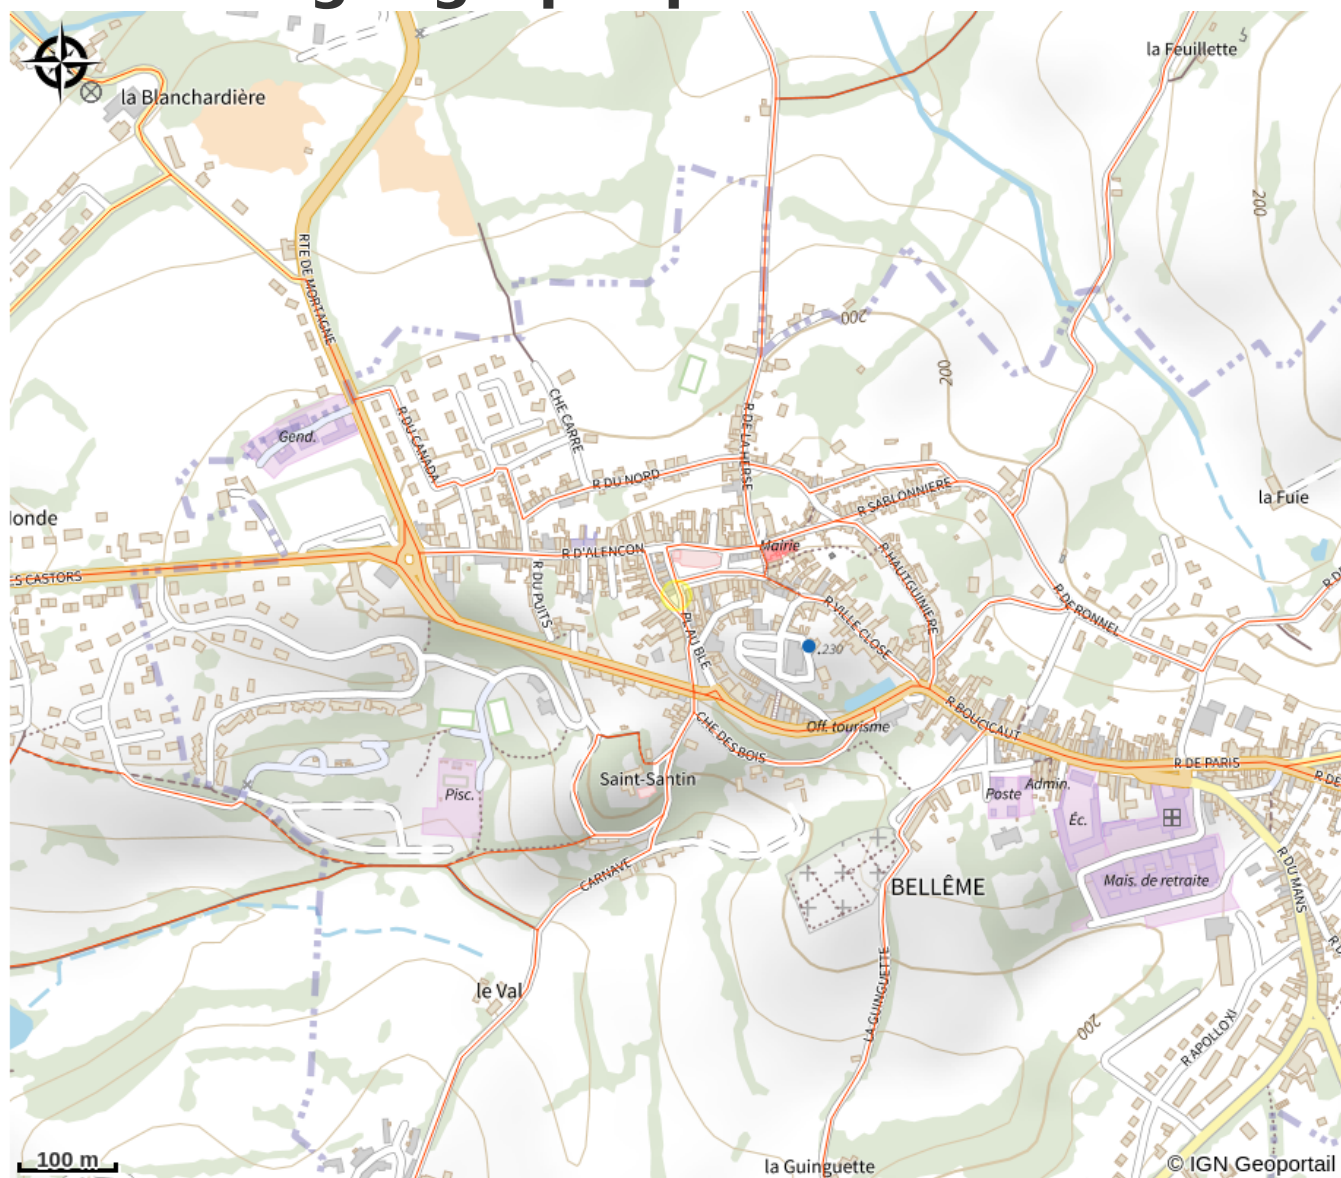 la Feuillette
la Blanchardière
200
RTE DE MORTAGNE
200
200
R DU CANADA
CHE CARRE
R DE LA HERSE
Gend.
R DU NORD
R SABLONNIERE
la Fuie
Mairie
R D'ALENCON
S CASTORS
R DU PUITS
R HAUTGUINIERE
R DE RONNEL
R VILLE CLOSE
PL AU BLE
.230
R BOUCICAUT
Off. tourisme
CHE DES BOIS
R DE PARIS
Saint-Santin
Pisc.
Poste
Admin.
Éc.
CARNAVE
BELLÊME
Mais. de retraite
R DU MANS
LA GUINGUETTE
le Val
200
R APOLLO XI
100 m
la Guinguette
© IGN Geoportail